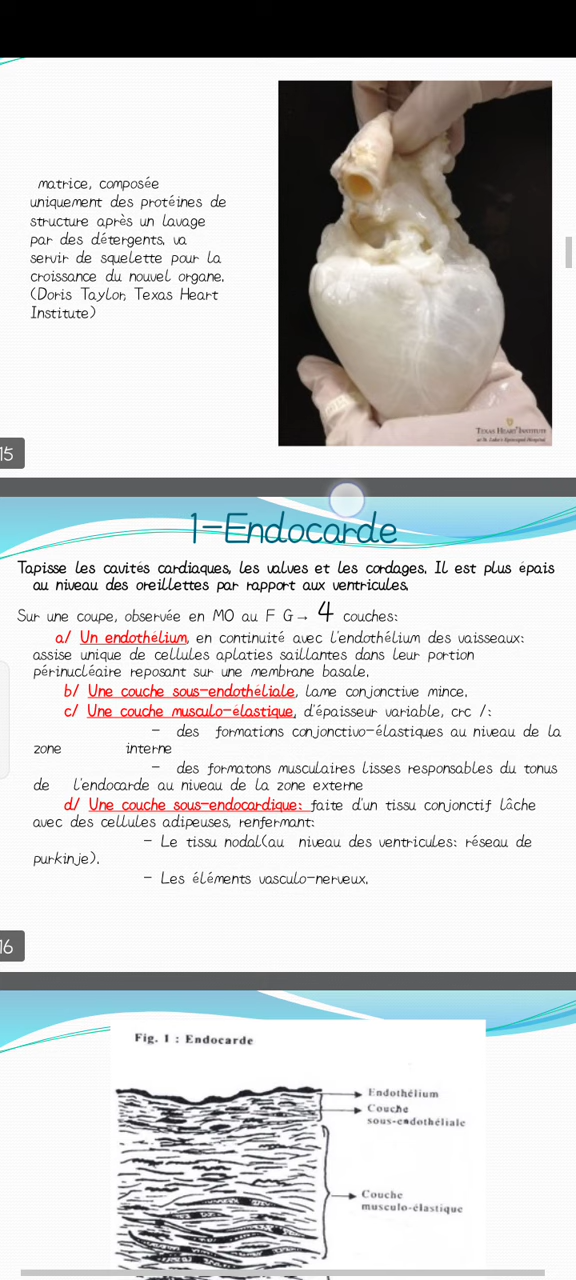 matrice, composée
uniquement des protéines de
structure après un lavage
par des détergents, va
servir de squelette pour la
croissance du nouvel organe.
(Doris Taylor, Texas Heart
Institute)
TEXAS HEART INSTITUTE
at St. Luke's Episcopal Hospital
15
1-Endocarde
Tapisse les cavités cardiaques, les valves et les cordages. Il est plus épais
au niveau des oreillettes par rapport aux ventricules.
Sur une coupe, observée en MO au F G→ 4 couches:
a/ Un endothélium, en continuité avec l'endothélium des vaisseaux:
assise unique de cellules aplaties saillantes dans leur portion
périnucléaire reposant sur une membrane basale.
b/ Une couche sous-endothéliale, lame conjonctive mince.
c/ Une couche musculo-élastique, d'épaisseur variable, crc /:
- des formations conjonctivo-élastiques au niveau de la
zone interne
- des formatons musculaires lisses responsables du tonus
de l'endocarde au niveau de la zone externe
d/ Une couche sous-endocardique: faite d'un tissu conjonctif lâche
avec des cellules adipeuses, renfermant:
- Le tissu nodal(au niveau des ventricules: réseau de
purkinje).
- Les éléments vasculo-nerveux.
16
Fig. 1 : Endocarde
Endothélium
Couche
sous-endothéliale
Couche
musculo-élastique